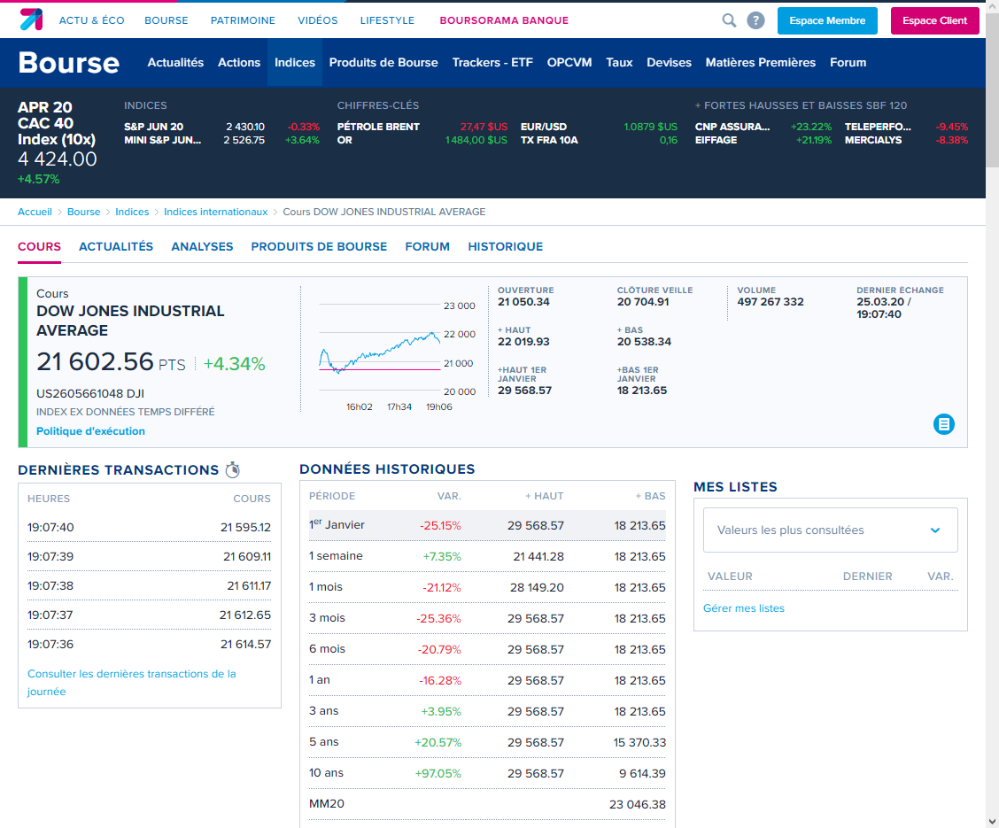 ACTU & ÉCO BOURSE PATRIMOINE VIDÉOS LIFESTYLE BOURSORAMA BANQUE ? Espace Membre Espace Client
Bourse Actualités Actions Indices Produits de Bourse Trackers - ETF OPCVM Taux Devises Matières Premières Forum
APR 20
CAC 40
Index (10x)
4 424.00
+4.57%
INDICES
S&P JUN 20 2 430.10 -0.33%
MINI S&P JUN... 2 526.75 +3.64%
CHIFFRES-CLÉS
PÉTROLE BRENT 27,47 $US EUR/USD 1.0879 $US
OR 1 484,00 $US TX FRA 10A 0,16
+ FORTES HAUSSES ET BAISSES SBF 120
CNP ASSURA... +23.22% TELEPERFO... -9.45%
EIFFAGE +21.19% MERCIALYS -8.38%
Accueil > Bourse > Indices > Indices internationaux > Cours DOW JONES INDUSTRIAL AVERAGE
COURS ACTUALITÉS ANALYSES PRODUITS DE BOURSE FORUM HISTORIQUE
Cours
DOW JONES INDUSTRIAL
AVERAGE
21 602.56 PTS +4.34%
US2605661048 DJI
INDEX EX DONNÉES TEMPS DIFFÉRÉ
Politique d'exécution
23 000
22 000
21 000
20 000
16h02 17h34 19h06
OUVERTURE
21 050.34
CLÔTURE VEILLE
20 704.91
VOLUME
497 267 332
DERNIER ÉCHANGE
25.03.20 /
19:07:40
+ HAUT
22 019.93
+ BAS
20 538.34
+HAUT 1ER
JANVIER
29 568.57
+BAS 1ER
JANVIER
18 213.65
DERNIÈRES TRANSACTIONS
HEURES COURS
19:07:40 21 595.12
19:07:39 21 609.11
19:07:38 21 611.17
19:07:37 21 612.65
19:07:36 21 614.57
Consulter les dernières transactions de la
journée
DONNÉES HISTORIQUES
PÉRIODE VAR. + HAUT + BAS
1er Janvier -25.15% 29 568.57 18 213.65
1 semaine +7.35% 21 441.28 18 213.65
1 mois -21.12% 28 149.20 18 213.65
3 mois -25.36% 29 568.57 18 213.65
6 mois -20.79% 29 568.57 18 213.65
1 an -16.28% 29 568.57 18 213.65
3 ans +3.95% 29 568.57 18 213.65
5 ans +20.57% 29 568.57 15 370.33
10 ans +97.05% 29 568.57 9 614.39
MM20 23 046.38
MES LISTES
Valeurs les plus consultées
VALEUR DERNIER VAR.
Gérer mes listes